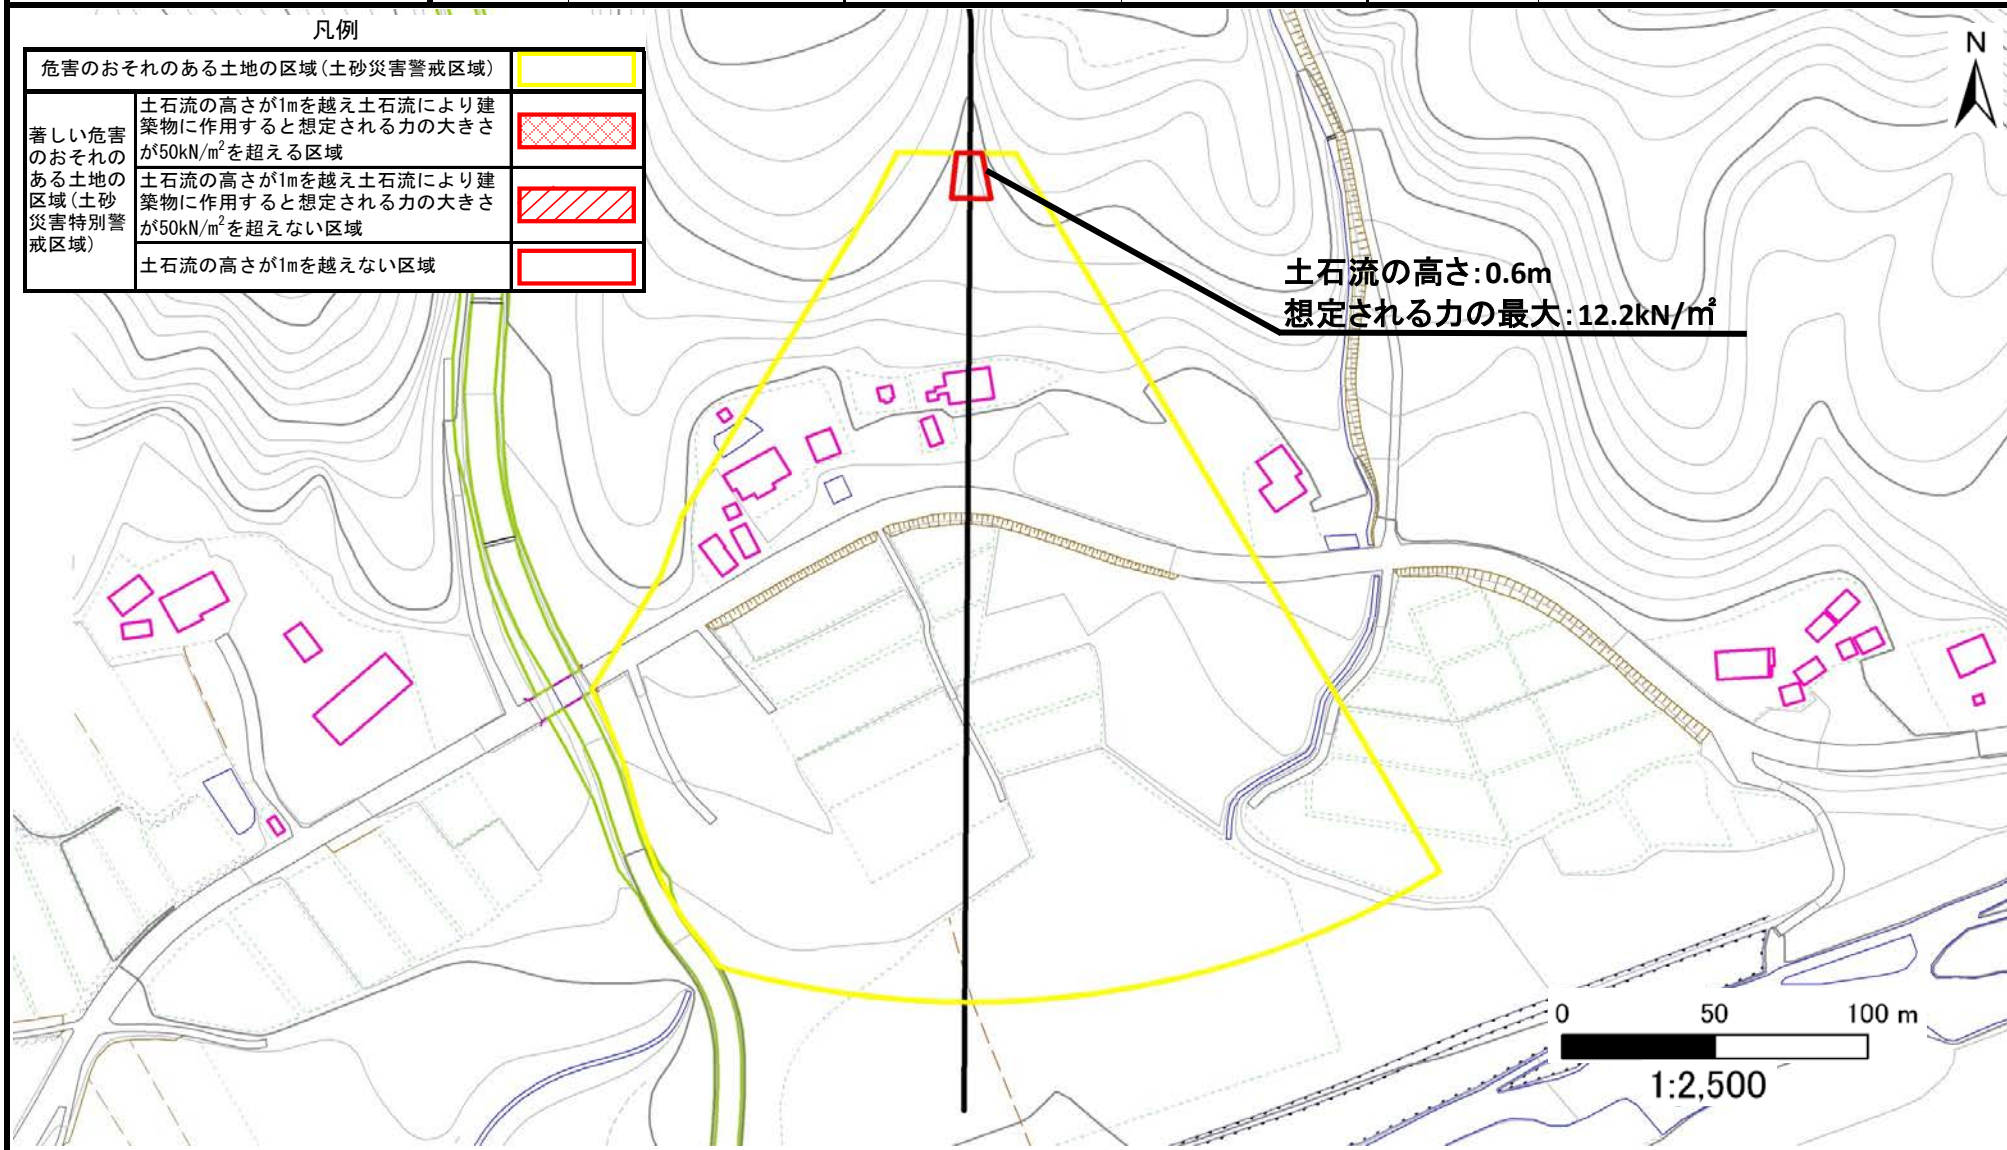 凡例
危害のおそれのある土地の区域(土砂災害警戒区域)
著しい危害
のおそれの
ある土地の
区域(土砂
災害特別警
戒区域)
土石流の高さが1mを越え土石流により建
築物に作用すると想定される力の大きさ
が50kN/m²を超える区域
土石流の高さが1mを越え土石流により建
築物に作用すると想定される力の大きさ
が50kN/m²を超えない区域
土石流の高さが1mを越えない区域
N
土石流の高さ:0.6m
想定される力の最大:12.2kN/㎡
0 50 100 m
1:2,500